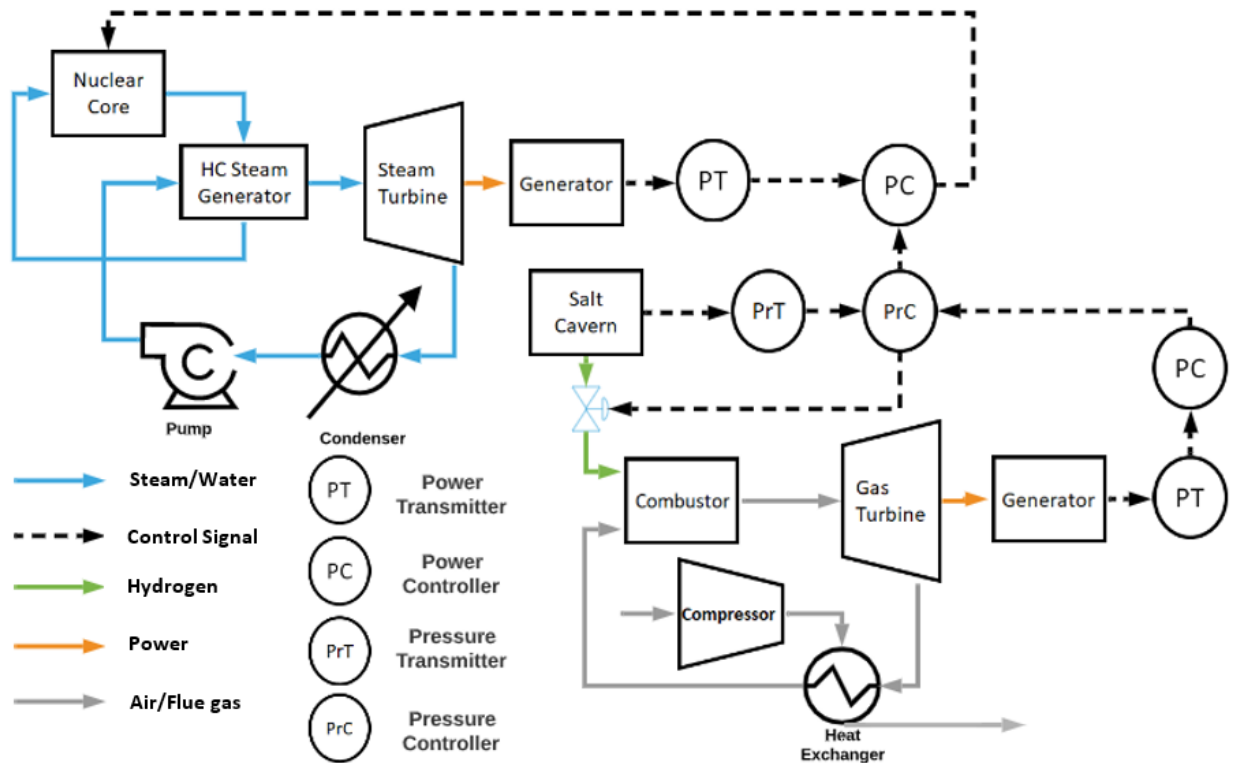 Nuclear
Core
HC Steam
Generator
Steam
Turbine
Generator
PT
PC
Salt
Cavern
PrT
PrC
PC
Pump
Condenser
Steam/Water
Control Signal
Hydrogen
Power
Air/Flue gas
PT
Power
Transmitter
PC
Power
Controller
PrT
Pressure
Transmitter
PrC
Pressure
Controller
Combustor
Gas
Turbine
Generator
PT
Compressor
Heat
Exchanger
C